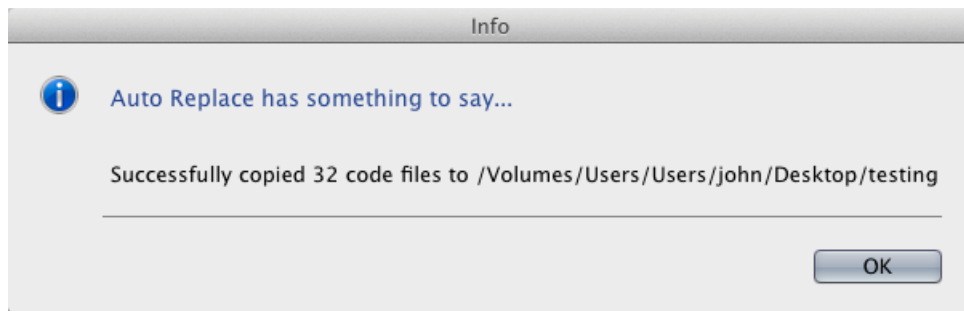 Info
Auto Replace has something to say...
Successfully copied 32 code files to /Volumes/Users/Users/john/Desktop/testing
OK